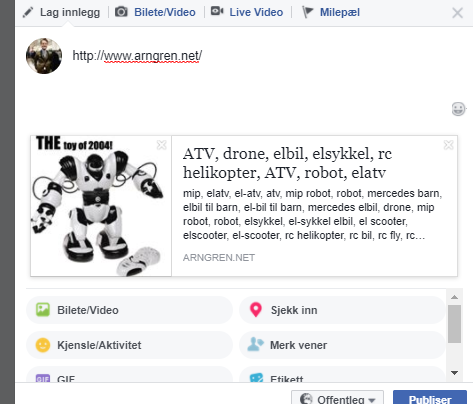 Lag innlegg Bilete/Video Live Video Milepæl
http://www.arngren.net/
THE toy of 2004!
ATV, drone, elbil, elsykkel, rc
helikopter, ATV, robot, elatv
mip, elatv, el-atv, atv, mip robot, robot, mercedes barn,
elbil til barn, el-bil til barn, mercedes elbil, drone, mip
robot, robot, elsykkel, el-sykkel elbil, el scooter,
elscooter, el-scooter, rc helikopter, rc bil, rc fly, rc…
ARNGREN.NET
Bilete/Video Sjekk inn
Kjensle/Aktivitet Merk vener
GIF Etikett
Offentleg Publiser